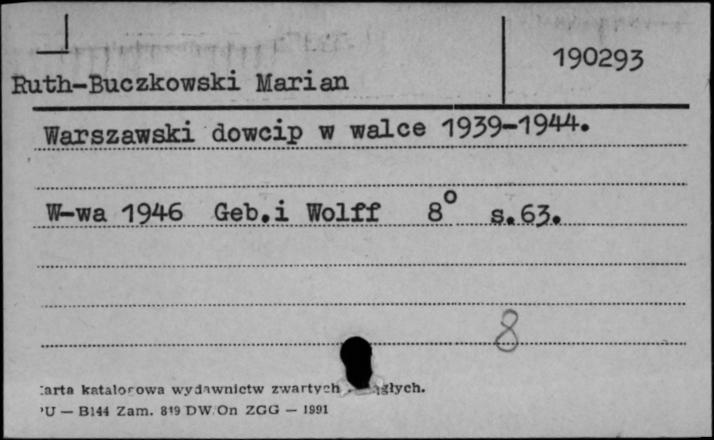 190293
Ruth-Buczkowski Marian
Warszawski dowcip w walce 1939-1944.
W-wa 1946 Geb.i Wolff 8° s.63.
8
arta katalogowa wydawnictw zwartych głych.
U — B144 Zam. 819 DW/On ZGG — 1991